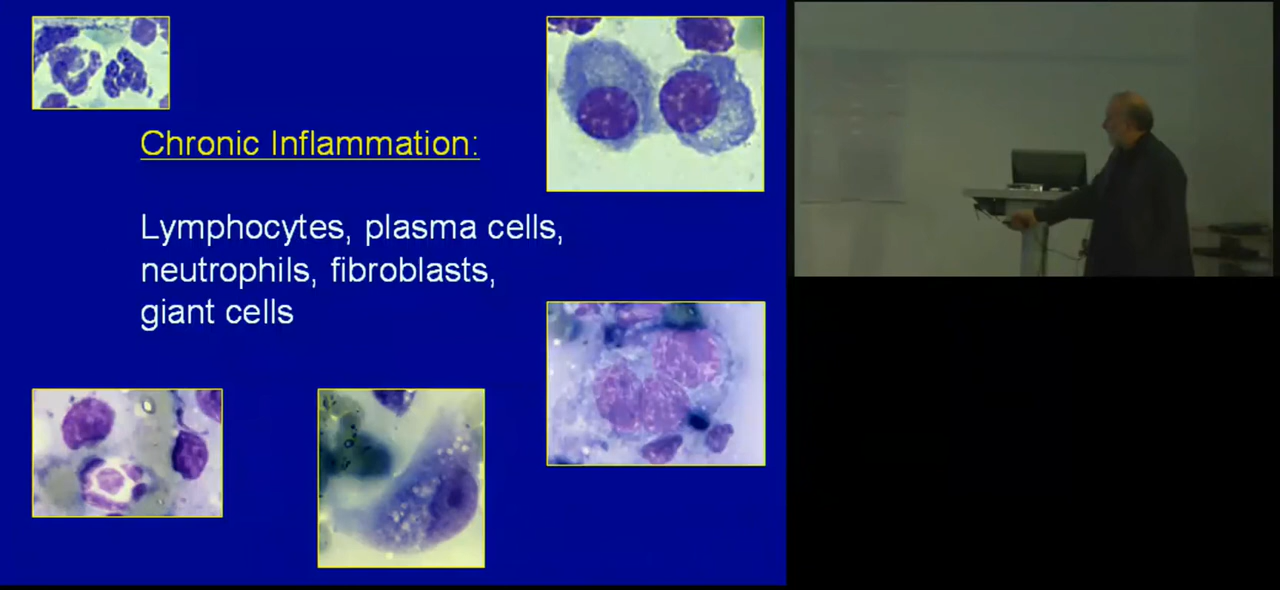 Chronic Inflammation:
Lymphocytes, plasma cells,
neutrophils, fibroblasts,
giant cells